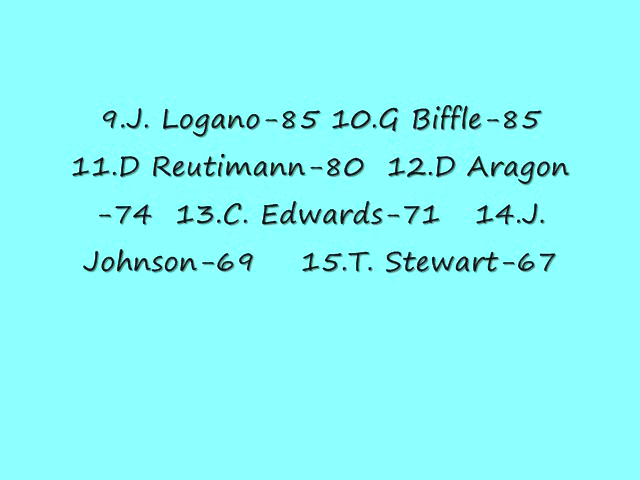 9.J. Logano-85 10.G Biffle-85
11.D Reutimann-80 12.D Aragon
-74 13.C. Edwards-71 14.J.
Johnson-69 15.T. Stewart-67